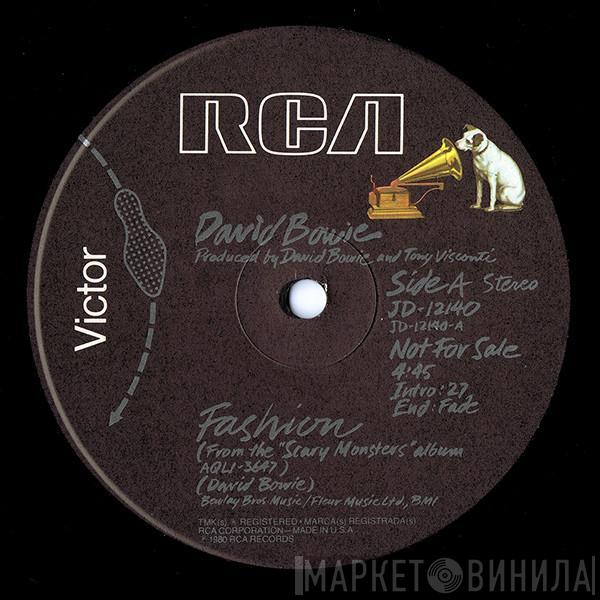 RCA
Victor
David Bowie
Produced by David Bowie and Tony Visconti
Side A Stereo
JD-12140
JD-12140-A
Not For Sale
4:45
Intro: 27
End: Fade
Fashion
(From the "Scary Monsters" album
AQL1-3647)
(David Bowie)
Bewlay Bros. Music/Fleur Music Ltd., BMI
TMK(s) ® REGISTERED • MARCA(s) REGISTRADA(s)
RCA CORPORATION—MADE IN U.S.A.
℗ 1980 RCA RECORDS
МАРКЕТ ВИНИЛА